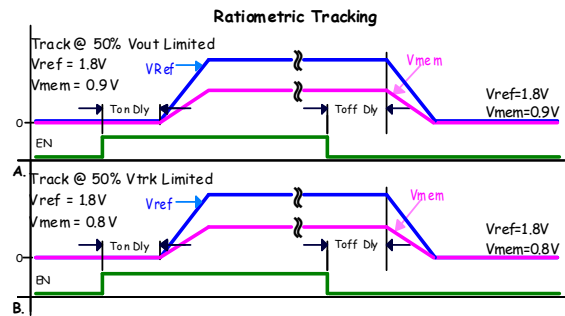 Ratiometric Tracking
Track @ 50% Vout Limited
Vref = 1.8V
Vmem = 0.9V
VRef
Vmem
Ton Dly
Toff Dly
Vref=1.8V
Vmem=0.9V
0
EN
A.
Track @ 50% Vtrk Limited
Vref = 1.8V
Vmem = 0.8V
Vref
Vmem
Ton Dly
Toff Dly
Vref=1.8V
Vmem=0.8V
0
EN
B.